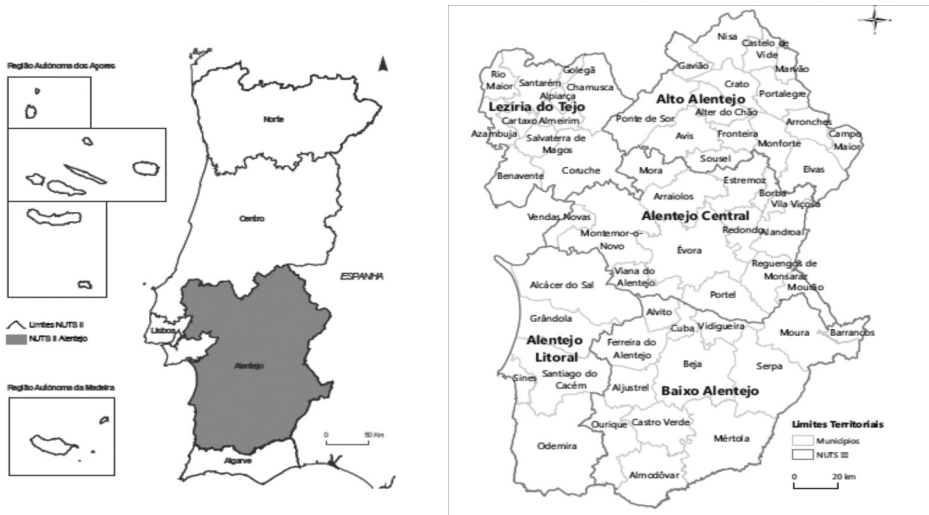 Região Autónoma dos Açores
Norte
Centro
ESPANHA
Lisboa
Limites NUTS II
NUTS II Alentejo
Alentejo
Região Autónoma da Madeira
0 50 Km
Algarve
Nisa
Castelo de
Vide
Gavião
Marvão
Golegã
Rio
Maior
Santarém
Chamusca
Alpiarça
Crato
Portalegre
Lezíria do Tejo
Alto Alentejo
Cartaxo
Almeirim
Ponte de Sor
Alter do Chão
Arronches
Azambuja
Salvaterra de
Magos
Avis
Fronteira
Monforte
Campo
Maior
Sousel
Benavente
Coruche
Mora
Elvas
Estremoz
Arraiolos
Borba
Vila Viçosa
Vendas Novas
Alentejo Central
Montemor-o-
Novo
Redondo
Alandroal
Évora
Reguengos de
Monsaraz
Viana do
Alentejo
Mourão
Alcácer do Sal
Portel
Grândola
Alvito
Cuba
Vidigueira
Moura
Barrancos
Alentejo
Litoral
Ferreira do
Alentejo
Beja
Serpa
Sines
Santiago do
Cacém
Aljustrel
Baixo Alentejo
Ourique
Castro Verde
Odemira
Mértola
Almodôvar
Limites Territoriais
Municípios
NUTS III
0 20 km